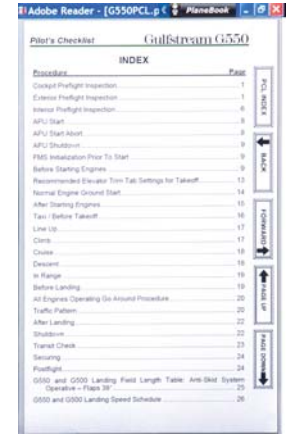 Adobe Reader - [G550PCL.p
PlaneBook
Pilot's Checklist
Gulfstream G550
INDEX
Procedure Page
Cockpit Preflight Inspection 1
Exterior Preflight Inspection 1
Interior Preflight Inspection 6
APU Start 8
APU Start Abort 9
APU Shutdown 9
FMS Initialization Prior To Start 9
Before Starting Engines 9
Recommended Elevator Trim Tab Settings for Takeoff 13
Normal Engine Ground Start 14
After Starting Engines 15
Taxi / Before Takeoff 16
Line Up 17
Climb 17
Cruise 18
Descent 18
In Range 19
Before Landing 19
All Engines Operating Go Around Procedure 20
Traffic Pattern 20
After Landing 22
Shutdown 22
Transit Check 23
Securing 24
Postflight 24
G550 and G500 Landing Field Length Table: Anti-Skid System
Operative – Flaps 39° 25
G550 and G500 Landing Speed Schedule 26
PCL INDEX
BACK
FORWARD
PAGE UP
PAGE DOWN